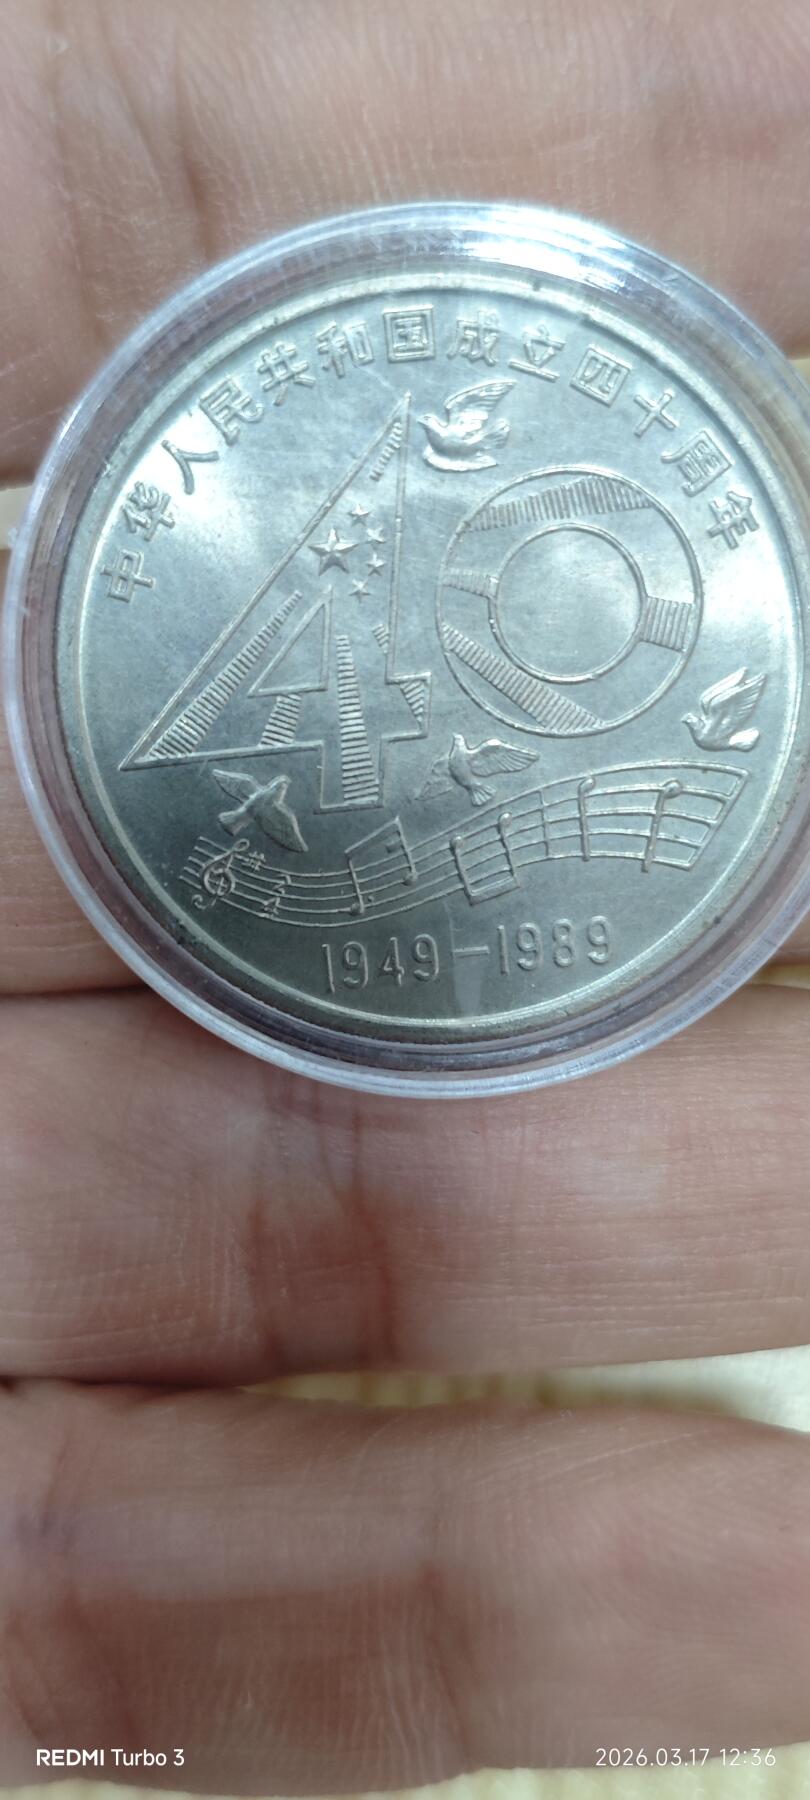 中华人民共和国成立四十周年
40
1949-1989
REDMI Turbo 3
2026.03.17 12:36